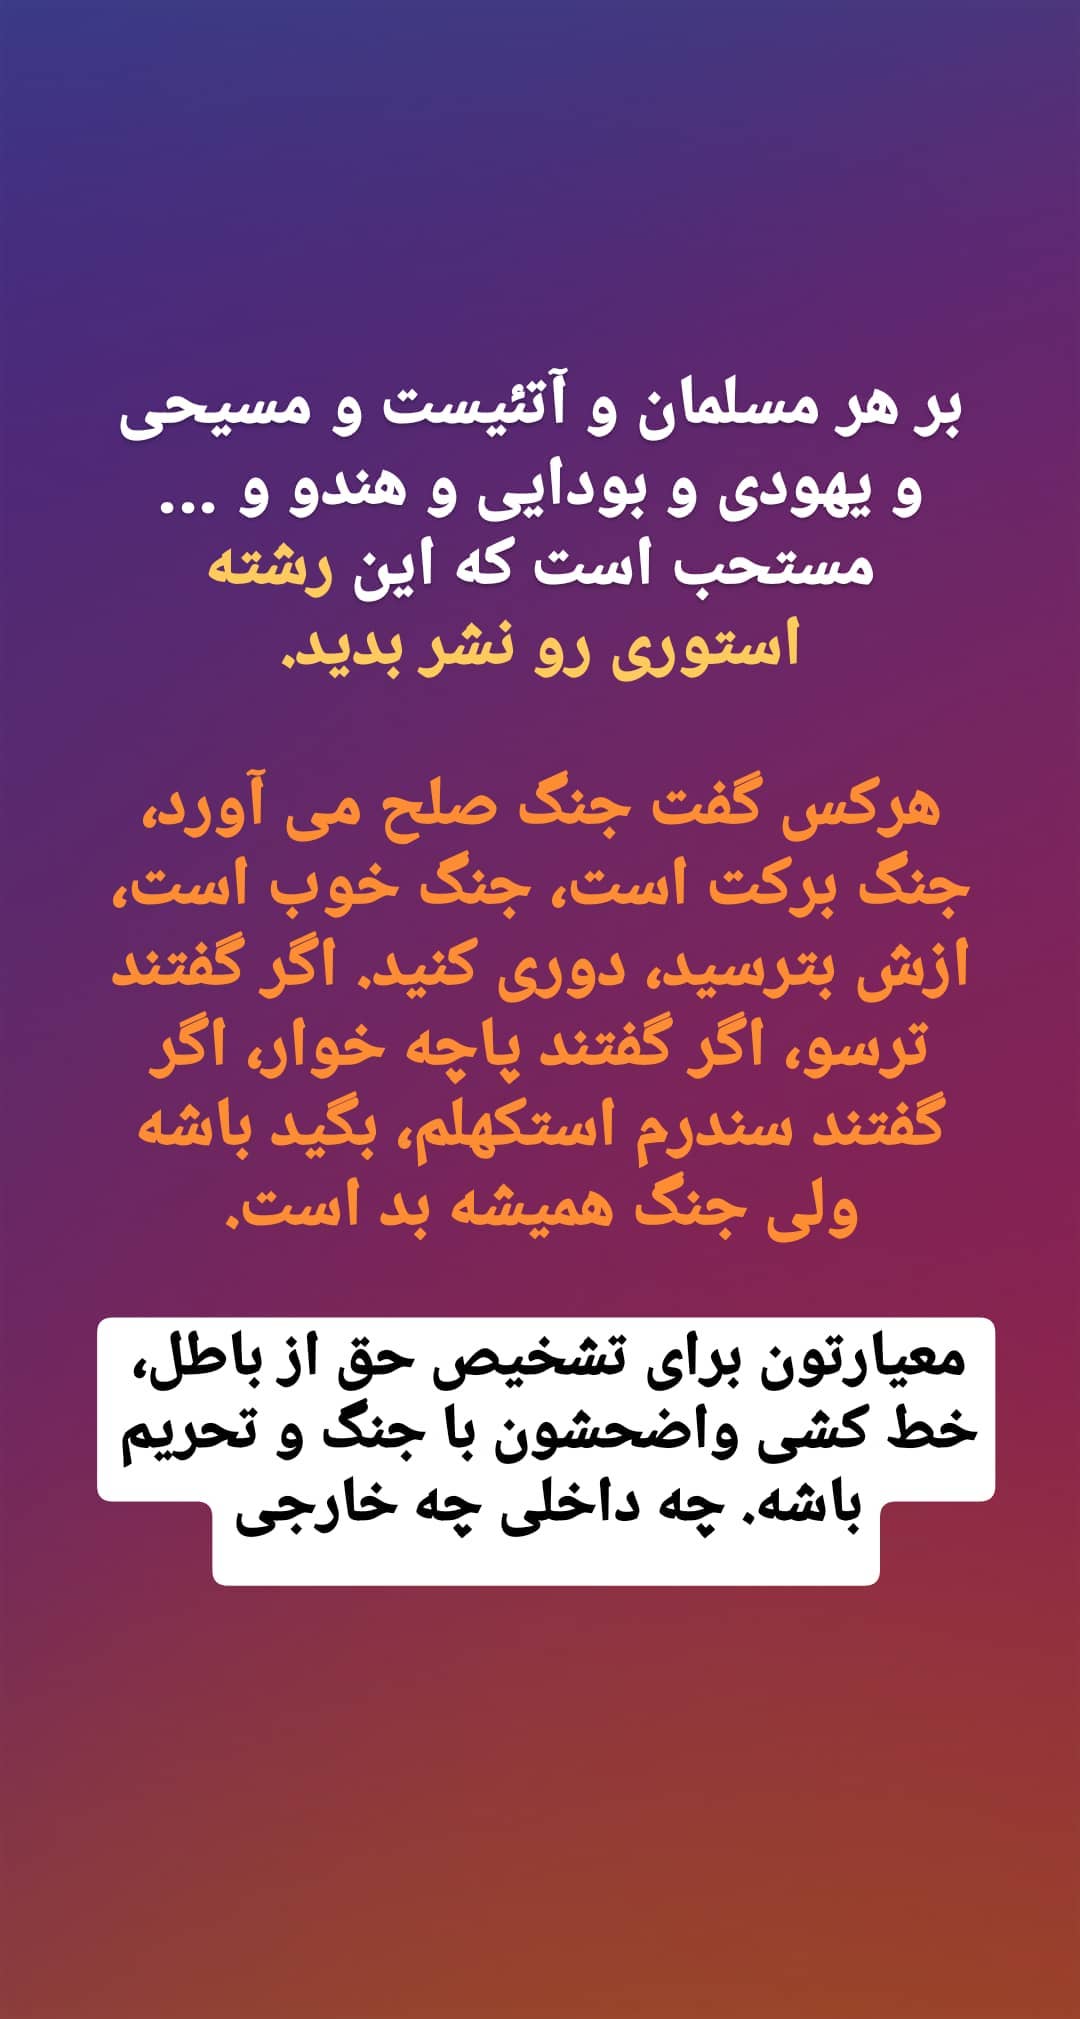 بر هر مسلمان و آتئیست و مسیحی
و یهودی و بودایی و هندو و ...
مستحب است که این رشته
استوری رو نشر بدید.
هرکس گفت جنگ صلح می آورد،
جنگ برکت است، جنگ خوب است،
ازش بترسید، دوری کنید. اگر گفتند
ترسو، اگر گفتند پاچه خوار، اگر
گفتند سندرم استکهلم، بگید باشه
ولی جنگ همیشه بد است.
معیارتون برای تشخیص حق از باطل،
خط کشی واضحشون با جنگ و تحریم
باشه. چه داخلی چه خارجی